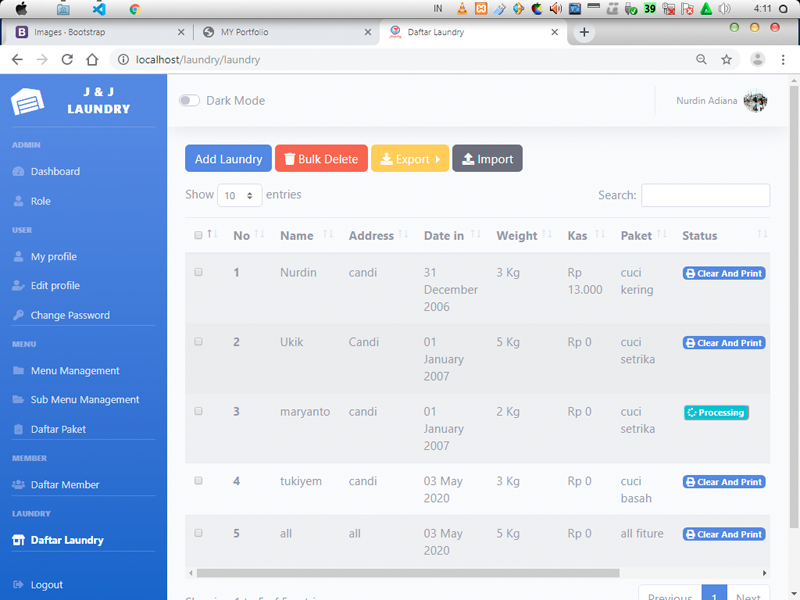 IN 39 4:11
Images · Bootstrap
MY Portfolio
Daftar Laundry
localhost/laundry/laundry
J & J
LAUNDRY
ADMIN
Dashboard
Role
USER
My profile
Edit profile
Change Password
MENU
Menu Management
Sub Menu Management
Daftar Paket
MEMBER
Daftar Member
LAUNDRY
Daftar Laundry
Logout
Dark Mode
Nurdin Adiana
Add Laundry Bulk Delete Export Import
Show 10 entries
Search:
No Name Address Date in Weight Kas Paket Status
1 Nurdin candi 31 December 2006 3 Kg Rp 13.000 cuci kering Clear And Print
2 Ukik Candi 01 January 2007 5 Kg Rp 0 cuci setrika Clear And Print
3 maryanto candi 01 January 2007 2 Kg Rp 0 cuci setrika Processing
4 tukiyem candi 03 May 2020 3 Kg Rp 0 cuci basah Clear And Print
5 all all 03 May 2020 5 Kg Rp 0 all fiture Clear And Print
Previous 1 Next